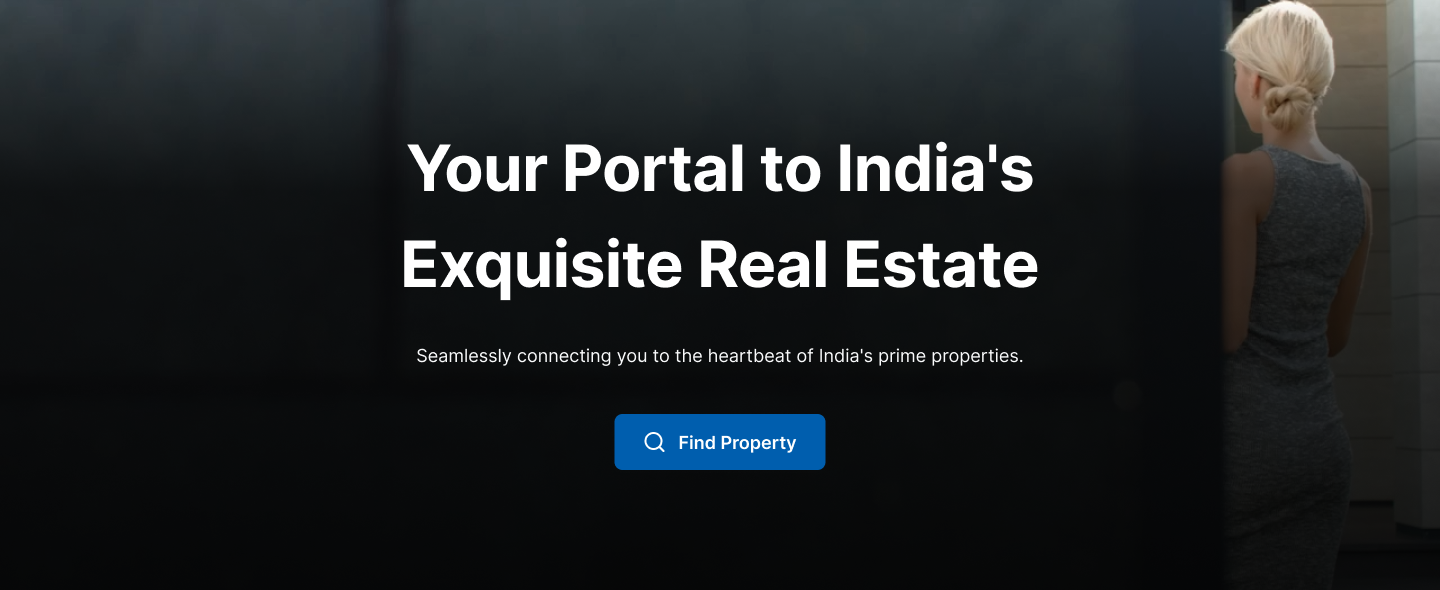 Your Portal to India's
Exquisite Real Estate
Seamlessly connecting you to the heartbeat of India's prime properties.
Find Property